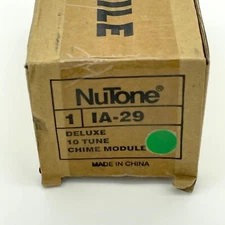 NuTone®
1 IA-29
DELUXE
10 TUNE
CHIME MODULE
MADE IN CHINA